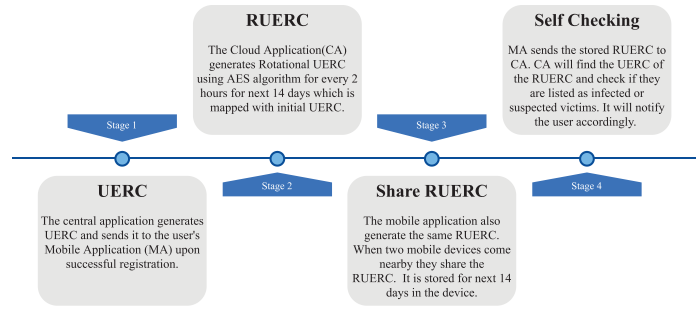 RUERC
The Cloud Application(CA)
generates Rotational UERC
using AES algorithm for every 2
hours for next 14 days which is
mapped with initial UERC.
Self Checking
MA sends the stored RUERC to
CA. CA will find the UERC of
the RUERC and check if they
are listed as infected or
suspected victims. It will notify
the user accordingly.
Stage 1
Stage 3
Stage 2
Stage 4
UERC
The central application generates
UERC and sends it to the user's
Mobile Application (MA) upon
successful registration.
Share RUERC
The mobile application also
generate the same RUERC.
When two mobile devices come
nearby they share the
RUERC. It is stored for next 14
days in the device.